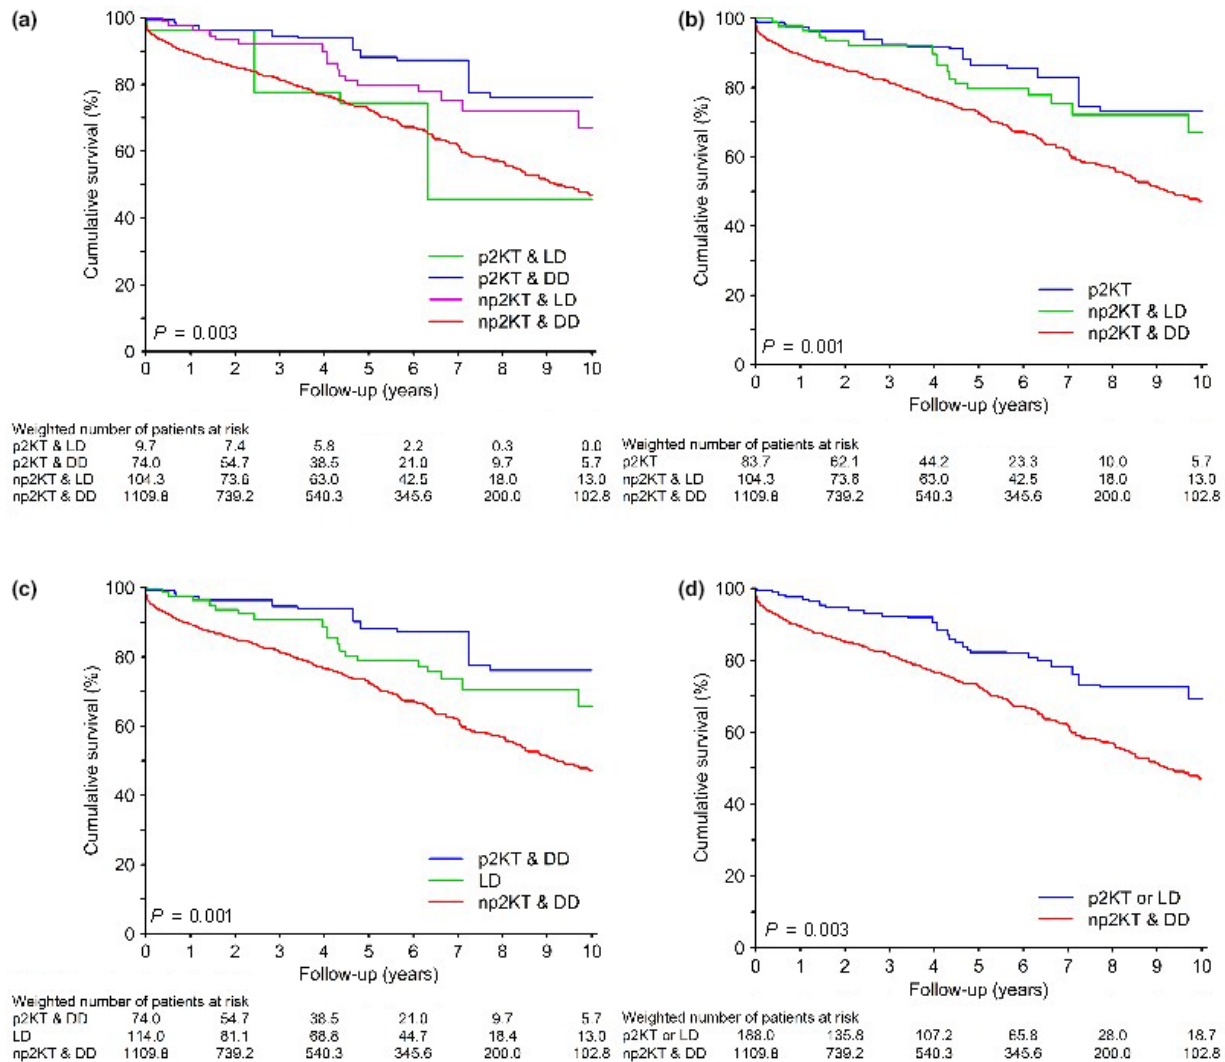 (a)
100
80
60
40
20
0
Cumulative survival (%)
p2KT & LD
p2KT & DD
np2KT & LD
np2KT & DD
P = 0.003
0 1 2 3 4 5 6 7 8 9 10
Follow-up (years)
Weighted number of patients at risk
p2KT & LD 9.7 7.4 5.8 2.2 0.3 0.0
p2KT & DD 74.0 54.7 38.5 21.0 9.7 5.7
np2KT & LD 104.3 73.8 63.0 42.5 18.0 13.0
np2KT & DD 1109.8 739.2 540.3 345.6 200.0 102.8
(b)
100
80
60
40
20
0
Cumulative survival (%)
p2KT
np2KT & LD
np2KT & DD
P = 0.001
0 1 2 3 4 5 6 7 8 9 10
Follow-up (years)
Weighted number of patients at risk
p2KT 83.7 62.1 44.2 23.3 10.0 5.7
np2KT & LD 104.3 73.8 63.0 42.5 18.0 13.0
np2KT & DD 1109.8 739.2 540.3 345.6 200.0 102.8
(c)
100
80
60
40
20
0
Cumulative survival (%)
p2KT & DD
LD
np2KT & DD
P = 0.001
0 1 2 3 4 5 6 7 8 9 10
Follow-up (years)
Weighted number of patients at risk
p2KT & DD 74.0 54.7 38.5 21.0 9.7 5.7
LD 114.0 81.1 68.8 44.7 18.4 13.0
np2KT & DD 1109.8 739.2 540.3 345.6 200.0 102.8
(d)
100
80
60
40
20
0
Cumulative survival (%)
p2KT or LD
np2KT & DD
P = 0.003
0 1 2 3 4 5 6 7 8 9 10
Follow-up (years)
Weighted number of patients at risk
p2KT or LD 188.0 135.8 107.2 65.8 28.0 18.7
np2KT & DD 1109.8 739.2 540.3 345.6 200.0 102.8